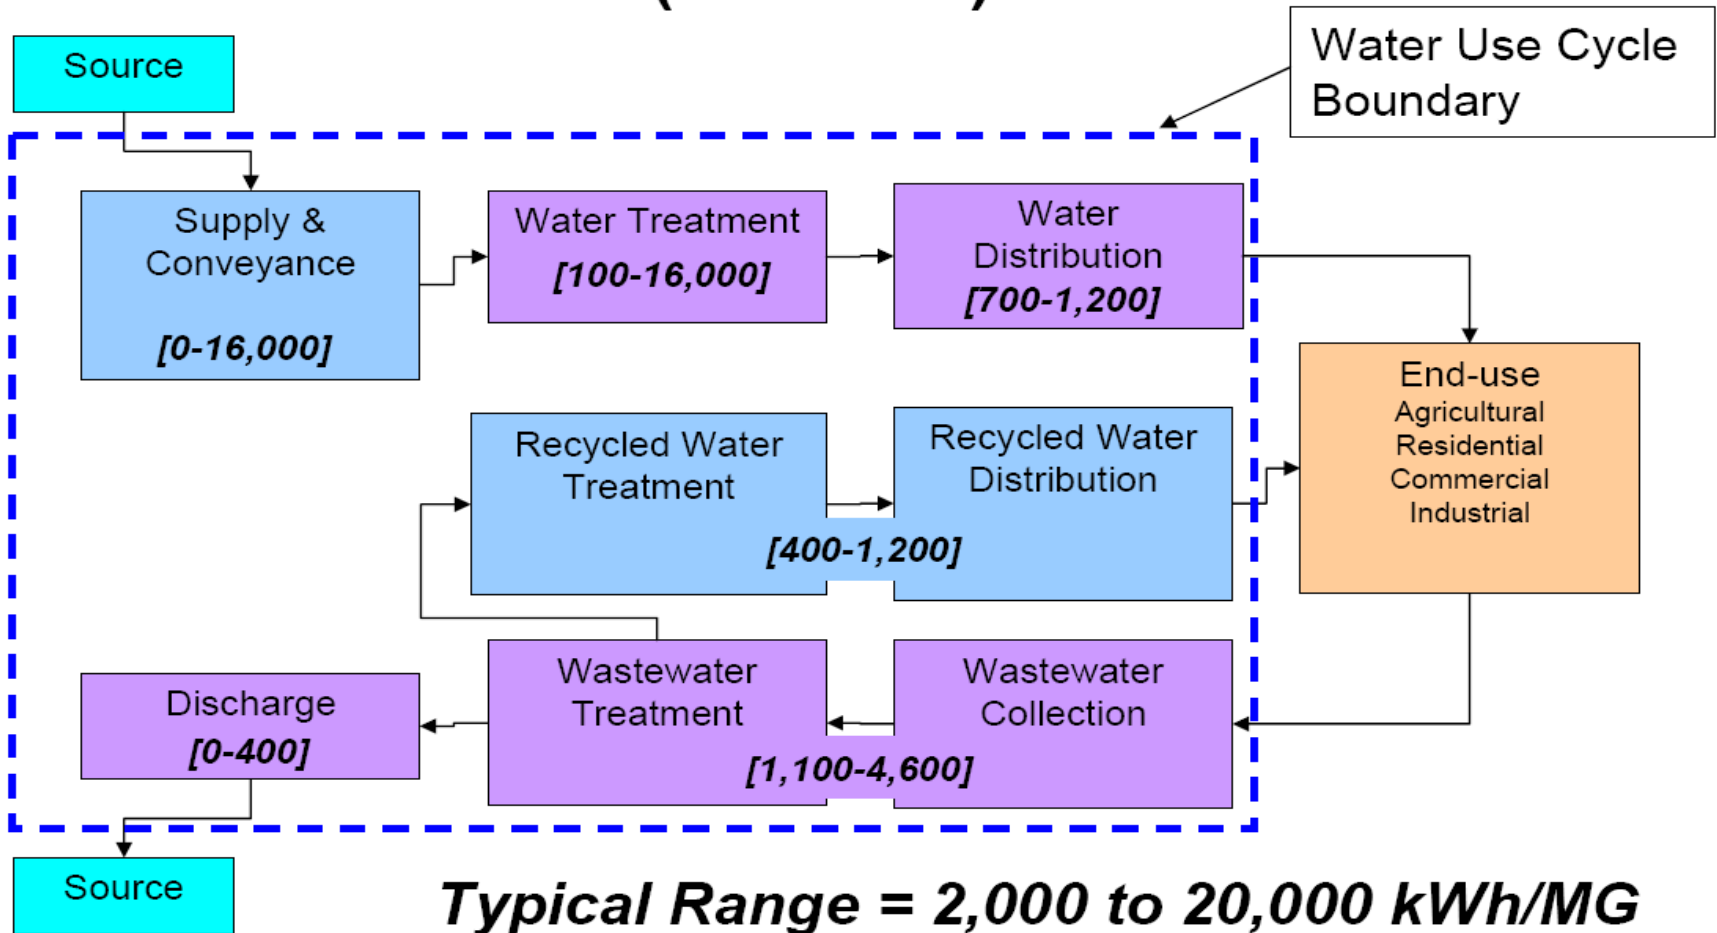 Source
Water Use Cycle
Boundary
Supply &
Conveyance
[0-16,000]
Water Treatment
[100-16,000]
Water
Distribution
[700-1,200]
End-use
Agricultural
Residential
Commercial
Industrial
Recycled Water
Treatment
Recycled Water
Distribution
[400-1,200]
Wastewater
Treatment
Wastewater
Collection
[1,100-4,600]
Discharge
[0-400]
Source
Typical Range = 2,000 to 20,000 kWh/MG